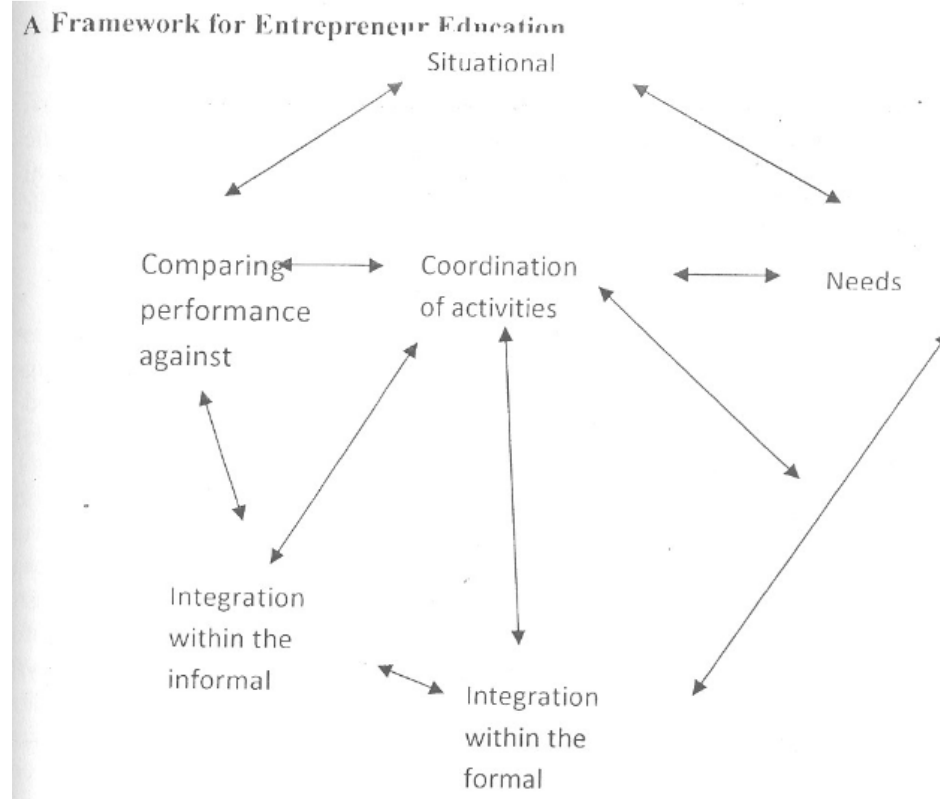 A Framework for Entrepreneur Education
Situational
Comparing
performance
against
Coordination
of activities
Needs
Integration
within the
informal
Integration
within the
formal